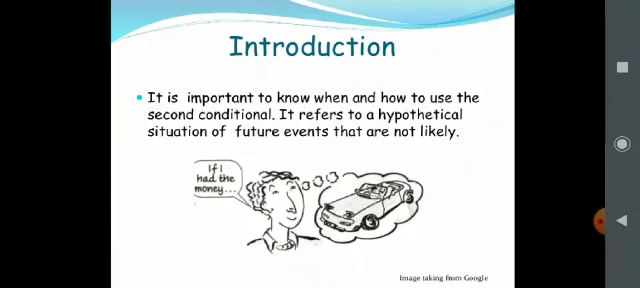 Introduction
It is important to know when and how to use the
second conditional. It refers to a hypothetical
situation of future events that are not likely.
If I
had the
money...
Image taking from Google